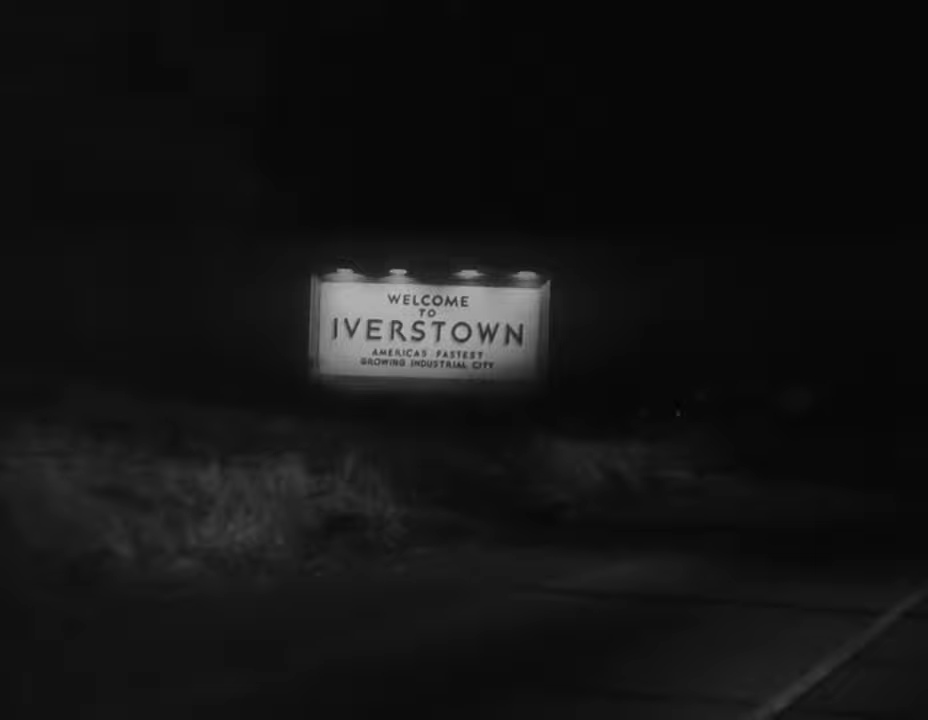 WELCOME
TO
IVERSTOWN
AMERICAS FASTEST
GROWING INDUSTRIAL CITY